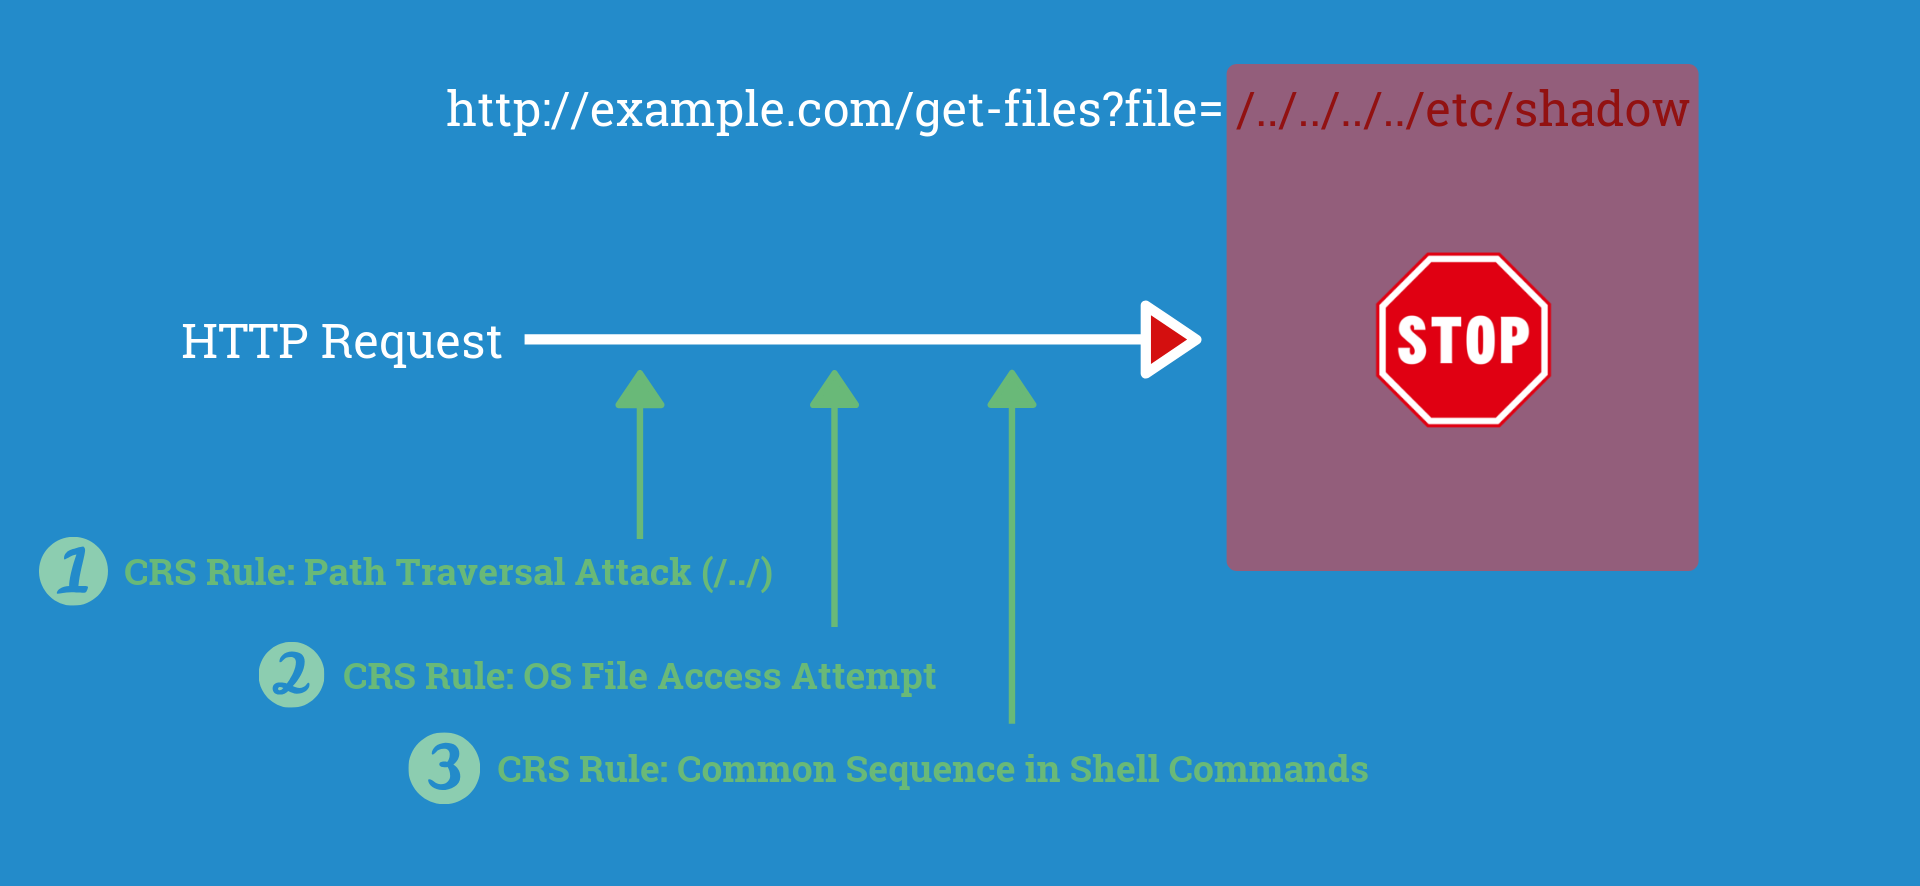 http://example.com/get-files?file= /../../../../etc/shadow
HTTP Request
STOP
1 CRS Rule: Path Traversal Attack (/../)
2 CRS Rule: OS File Access Attempt
3 CRS Rule: Common Sequence in Shell Commands